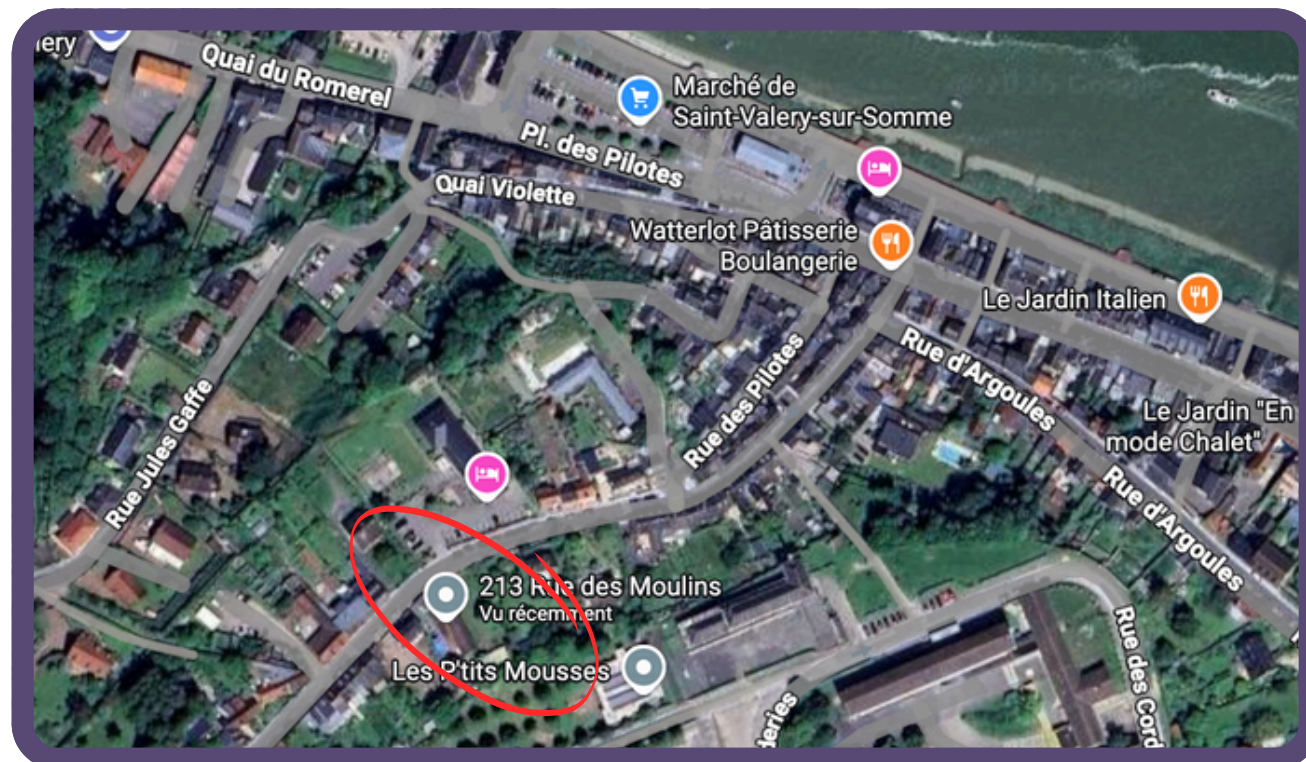 ery
Quai du Romerel
Marché de
Saint-Valery-sur-Somme
Pl. des Pilotes
Quai Violette
Watterlot Pâtisserie
Boulangerie
Le Jardin Italien
Rue d'Argoules
Rue des Pilotes
Le Jardin "En
mode Chalet"
Rue Jules Gaffe
Rue d'Argoules
213 Rue des Moulins
Vu récemment
Les P'tits Mousses
Rue des Cord
deries